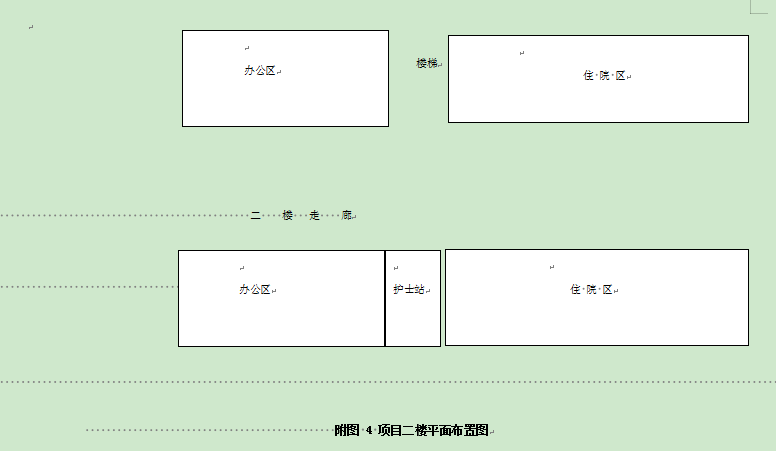 办公区
楼梯
住 院 区
二 楼 走 廊
办公区
护士站
住 院 区
附图 4 项目二楼平面布置图